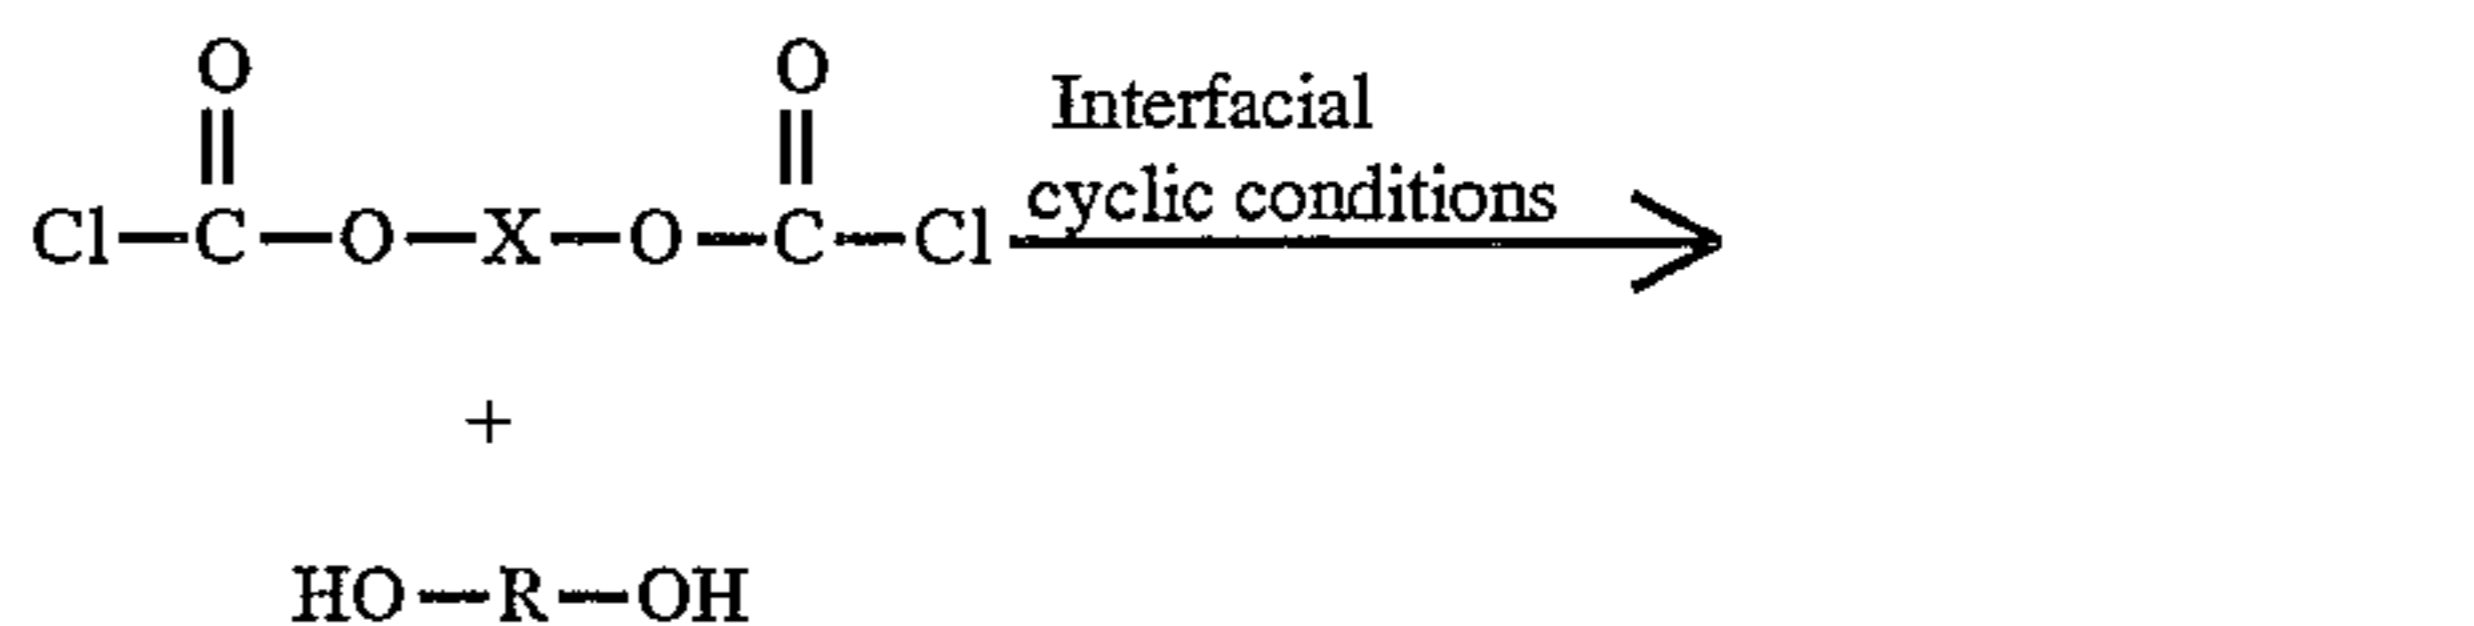 O O
Interfacial
cyclic conditions
Cl—C—O—X—O—C—Cl
+
HO—R—OH